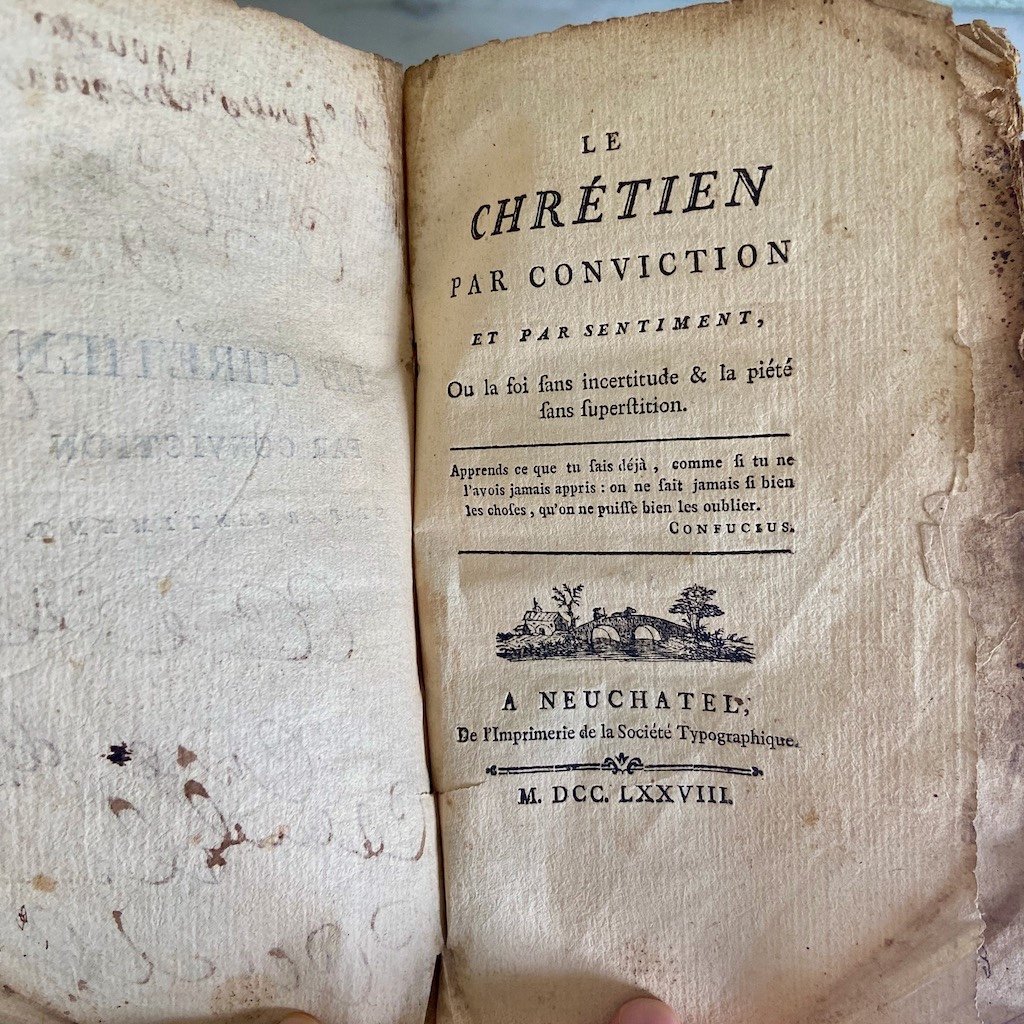 LE
CHRÉTIEN
PAR CONVICTION
ET PAR SENTIMENT,
Ou la foi ſans incertitude & la piété
ſans ſuperſtition.
Apprends ce que tu ſais déjà, comme ſi tu ne
l'avois jamais appris : on ne ſait jamais ſi bien
les choſes, qu'on ne puiſſe bien les oublier.
CONFUCIUS.
A NEUCHATEL,
De l'Imprimerie de la Société Typographique.
M. DCC. LXXVIII.